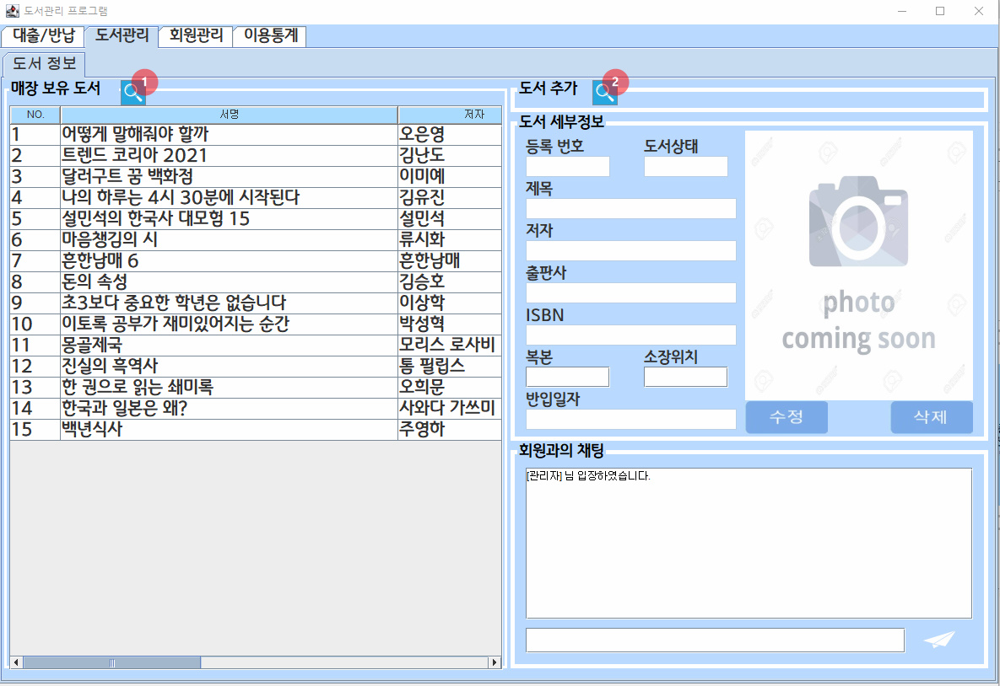 도서관리 프로그램
대출/반납 도서관리 회원관리 이용통계
도서 정보
매장 보유 도서 1
NO. 서명 저자
1 어떻게 말해줘야 할까 오은영
2 트렌드 코리아 2021 김난도
3 달러구트 꿈 백화점 이미예
4 나의 하루는 4시 30분에 시작된다 김유진
5 설민석의 한국사 대모험 15 설민석
6 마음챙김의 시 류시화
7 흔한남매 6 흔한남매
8 돈의 속성 김승호
9 초3보다 중요한 학년은 없습니다 이상학
10 이토록 공부가 재미있어지는 순간 박성혁
11 몽골제국 모리스 로사비
12 진실의 흑역사 톰 필립스
13 한 권으로 읽는 쇄미록 오희문
14 한국과 일본은 왜? 사와다 가쓰미
15 백년식사 주영하
도서 추가 2
도서 세부정보
등록 번호 도서상태
제목
저자
출판사
ISBN
복본 소장위치
반입일자
photo
coming soon
수정 삭제
회원과의 채팅
[관리자] 님 입장하였습니다.